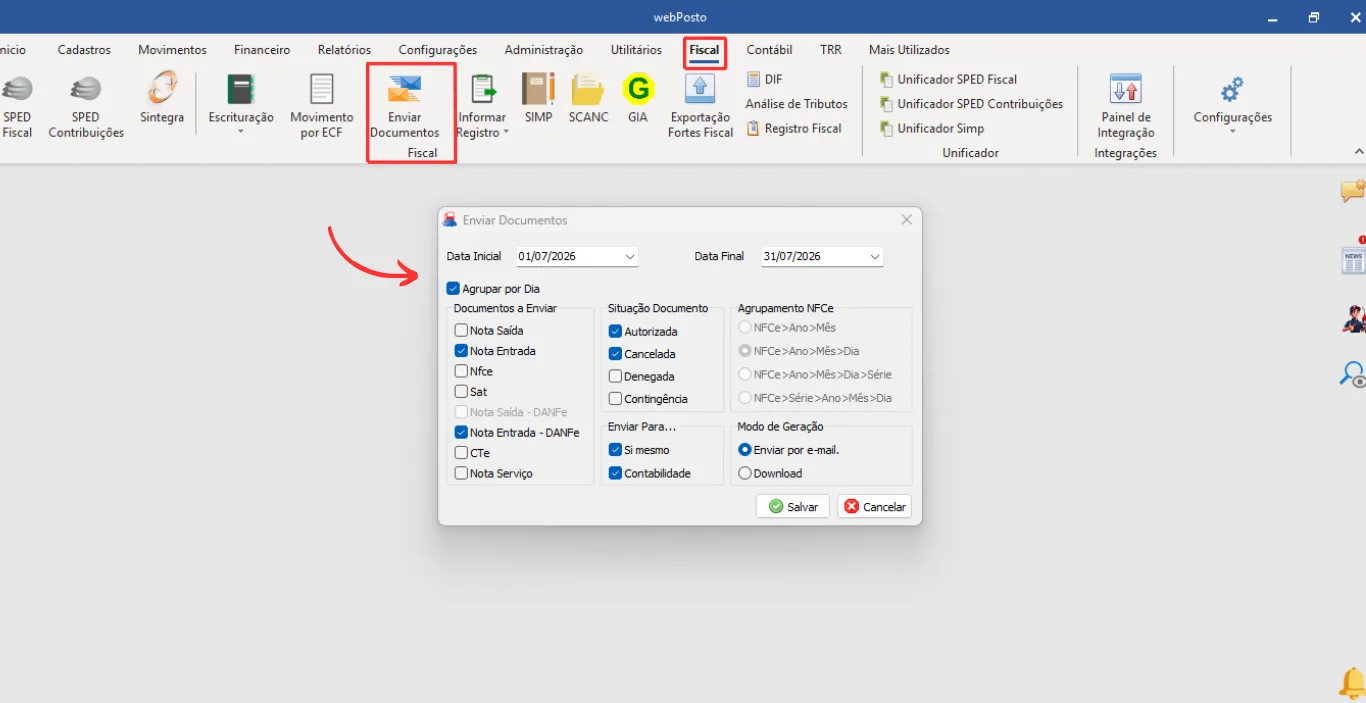 webPosto
nicio Cadastros Movimentos Financeiro Relatórios Configurações Administração Utilitários Fiscal Contábil TRR Mais Utilizados
SPED Fiscal
SPED Contribuições
Sintegra
Escrituração
Movimento por ECF
Enviar Documentos
Informar Registro
SIMP
SCANC
G
GIA
Exportação Fortes Fiscal
DIF
Análise de Tributos
Registro Fiscal
Fiscal
Unificador SPED Fiscal
Unificador SPED Contribuições
Unificador Simp
Unificador
Painel de Integração
Integrações
Configurações
NEWS
Enviar Documentos
Data Inicial 01/07/2026 Data Final 31/07/2026
Agrupar por Dia
Documentos a Enviar
Nota Saída
Nota Entrada
Nfce
Sat
Nota Saída - DANFe
Nota Entrada - DANFe
CTe
Nota Serviço
Situação Documento
Autorizada
Cancelada
Denegada
Contingência
Enviar Para...
Si mesmo
Contabilidade
Agrupamento NFCe
NFCe>Ano>Mês
NFCe>Ano>Mês>Dia
NFCe>Ano>Mês>Dia>Série
NFCe>Série>Ano>Mês>Dia
Modo de Geração
Enviar por e-mail.
Download
Salvar Cancelar